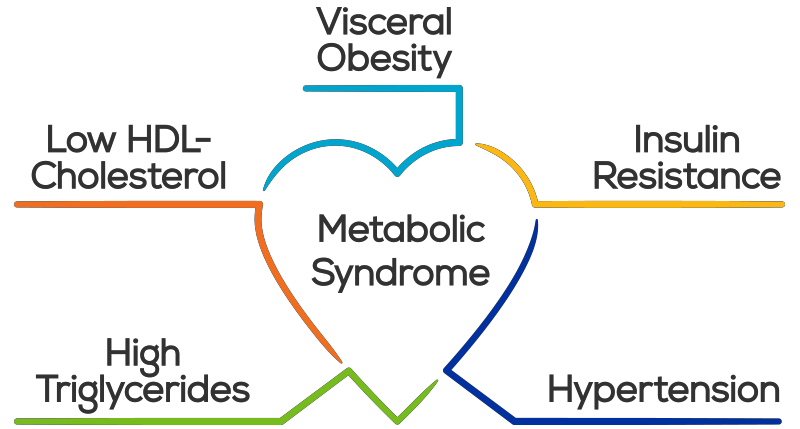 Visceral
Obesity
Low HDL-
Cholesterol
Insulin
Resistance
Metabolic
Syndrome
High
Triglycerides
Hypertension